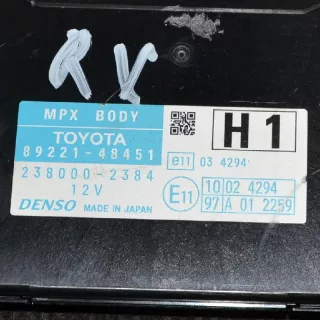 RV
MPX BODY
TOYOTA
89221-48451
238000-2384
12V
DENSO MADE IN JAPAN
H1
e11 03 4294
E11
10 02 4294
97 A 01 2259